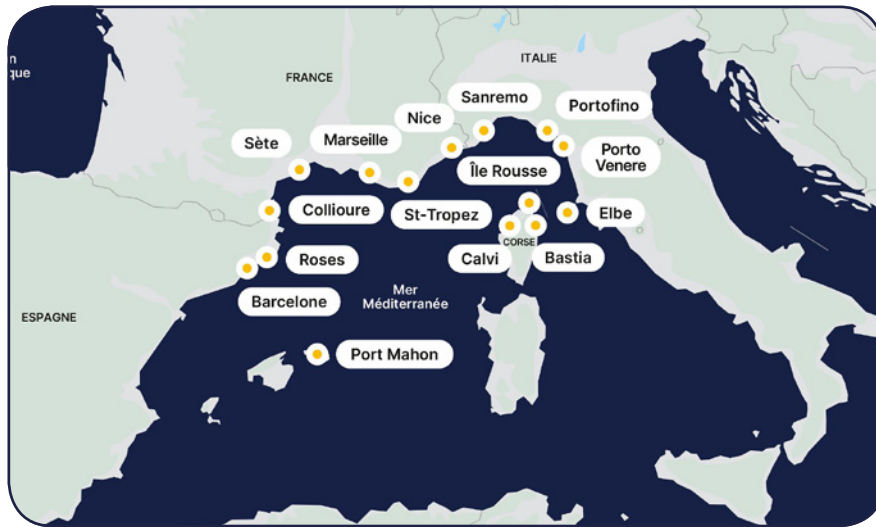 n
que
FRANCE
ITALIE
Sanremo
Portofino
Nice
Marseille
Sète
Porto
Venere
Île Rousse
Collioure
St-Tropez
Elbe
CORSE
Roses
Calvi
Bastia
Barcelone
Mer
Méditerranée
ESPAGNE
Port Mahon